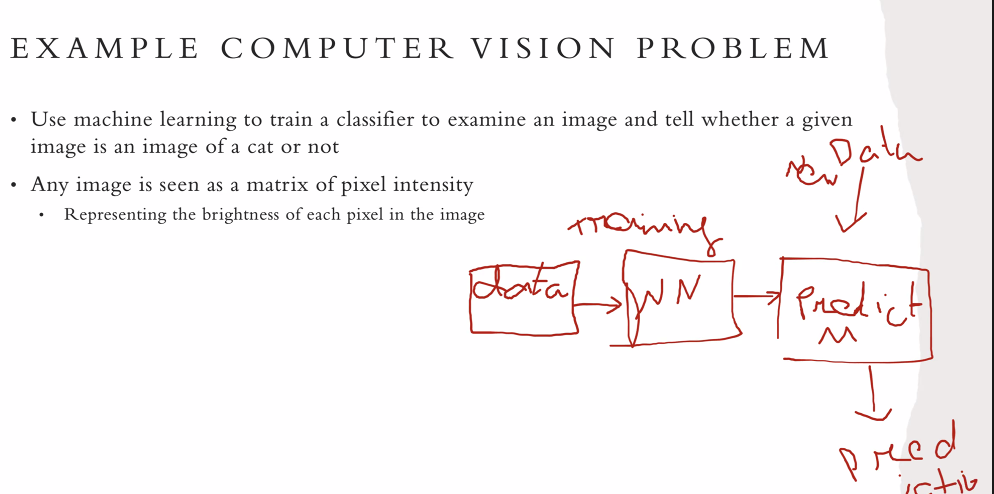 EXAMPLE COMPUTER VISION PROBLEM
• Use machine learning to train a classifier to examine an image and tell whether a given
image is an image of a cat or not
• Any image is seen as a matrix of pixel intensity
• Representing the brightness of each pixel in the image
New Data
training
data
NN
Predict
M
pred